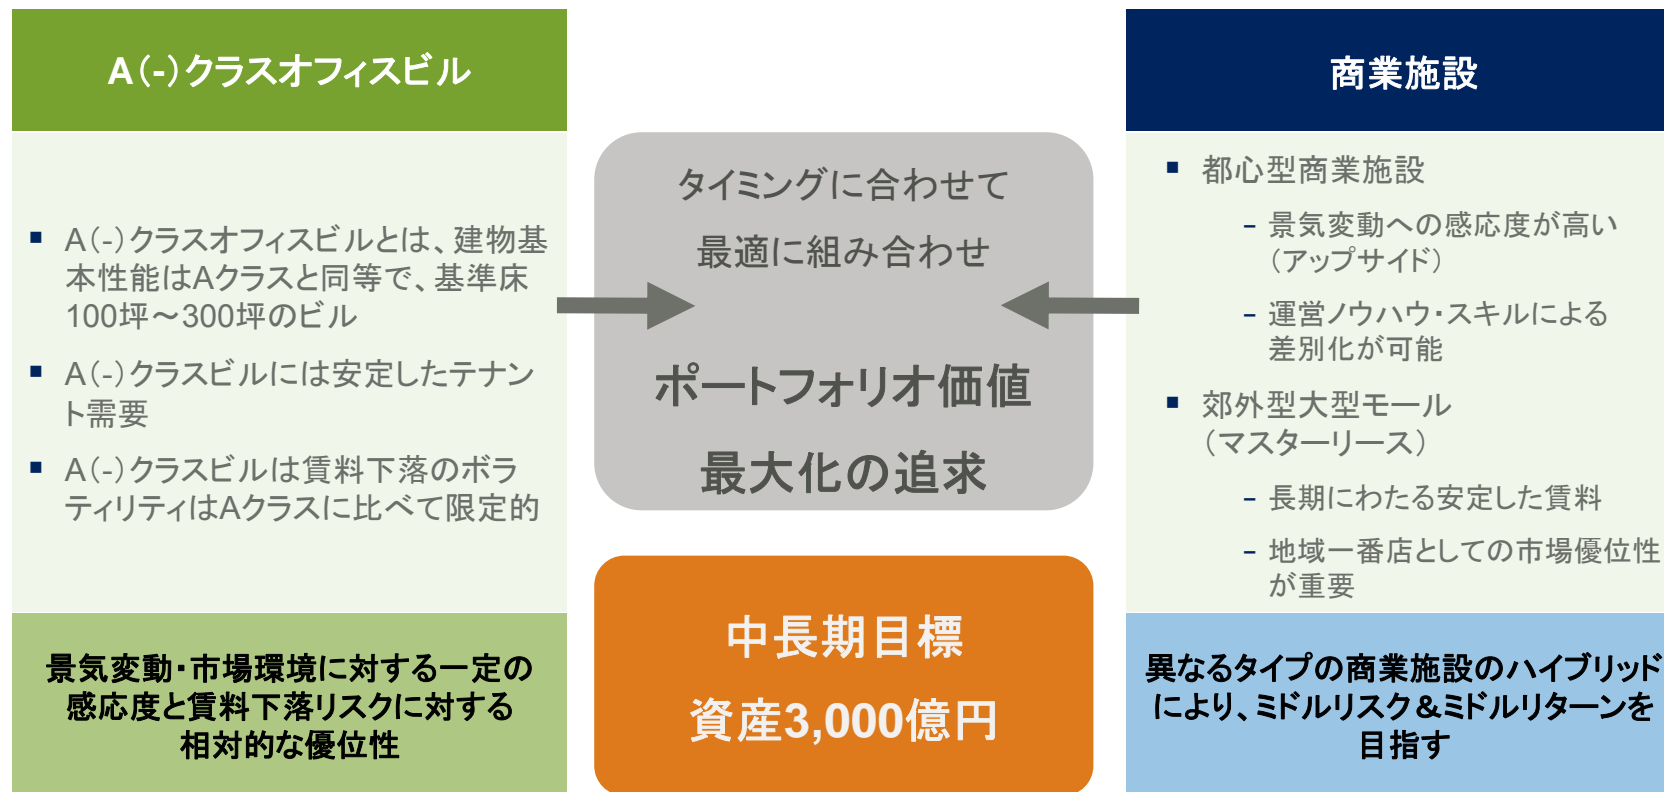 A(-)クラスオフィスビル
■ A(-)クラスオフィスビルとは、建物基
本性能はAクラスと同等で、基準床
100坪～300坪のビル
■ A(-)クラスビルには安定したテナン
ト需要
■ A(-)クラスビルは賃料下落のボラ
ティリティはAクラスに比べて限定的
景気変動・市場環境に対する一定の
感応度と賃料下落リスクに対する
相対的な優位性
タイミングに合わせて
最適に組み合わせ
ポートフォリオ価値
最大化の追求
中長期目標
資産3,000億円
商業施設
■ 都心型商業施設
– 景気変動への感応度が高い
(アップサイド)
– 運営ノウハウ・スキルによる
差別化が可能
■ 郊外型大型モール
(マスターリース)
– 長期にわたる安定した賃料
– 地域一番店としての市場優位性
が重要
異なるタイプの商業施設のハイブリッド
により、ミドルリスク＆ミドルリターンを
目指す